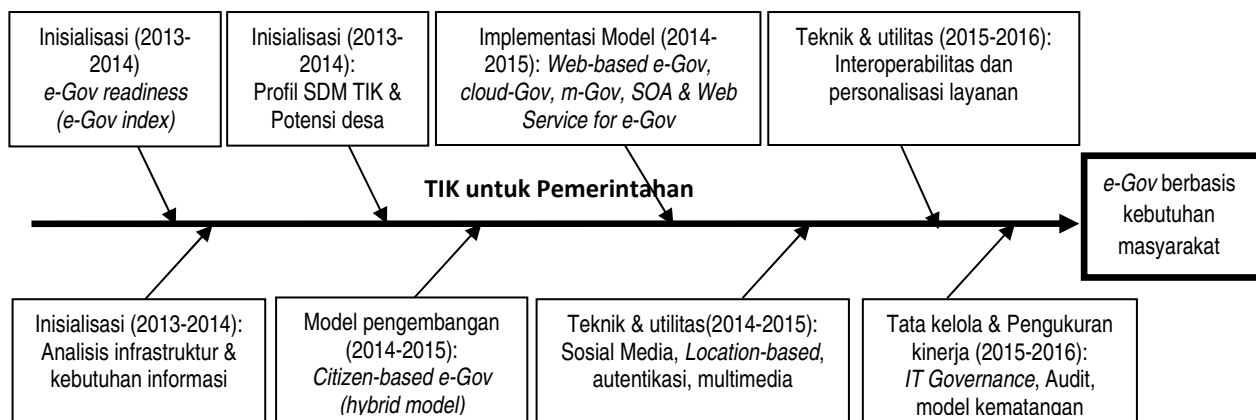 Inisialisasi (2013-
2014)
e-Gov readiness
(e-Gov index)
Inisialisasi (2013-
2014):
Profil SDM TIK &
Potensi desa
Implementasi Model (2014-
2015): Web-based e-Gov,
cloud-Gov, m-Gov, SOA & Web
Service for e-Gov
Teknik & utilitas (2015-2016):
Interoperabilitas dan
personalisasi layanan
TIK untuk Pemerintahan
e-Gov berbasis
kebutuhan
masyarakat
Inisialisasi (2013-2014):
Analisis infrastruktur &
kebutuhan informasi
Model pengembangan
(2014-2015):
Citizen-based e-Gov
(hybrid model)
Teknik & utilitas(2014-2015):
Sosial Media, Location-based,
autentikasi, multimedia
Tata kelola & Pengukuran
kinerja (2015-2016):
IT Governance, Audit,
model kematangan